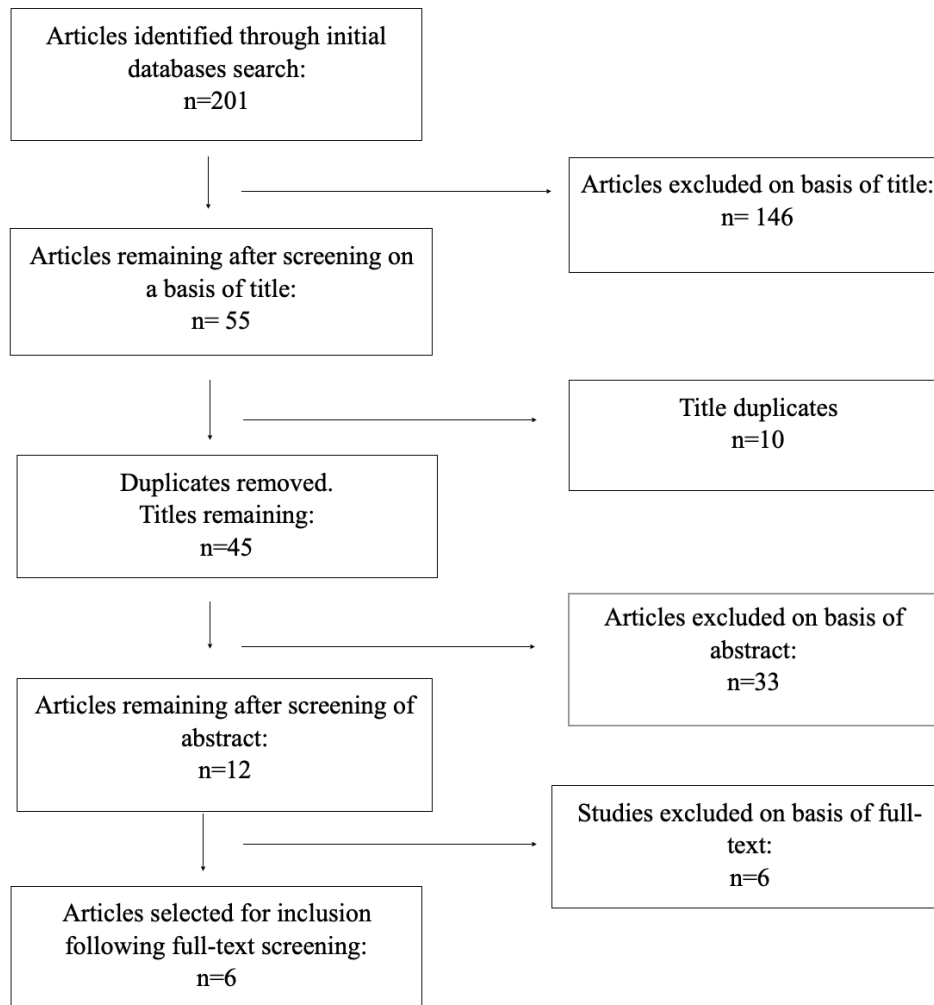 Articles identified through initial
databases search:
n=201
Articles excluded on basis of title:
n= 146
Articles remaining after screening on
a basis of title:
n= 55
Title duplicates
n=10
Duplicates removed.
Titles remaining:
n=45
Articles excluded on basis of
abstract:
n=33
Articles remaining after screening of
abstract:
n=12
Studies excluded on basis of full-
text:
n=6
Articles selected for inclusion
following full-text screening:
n=6